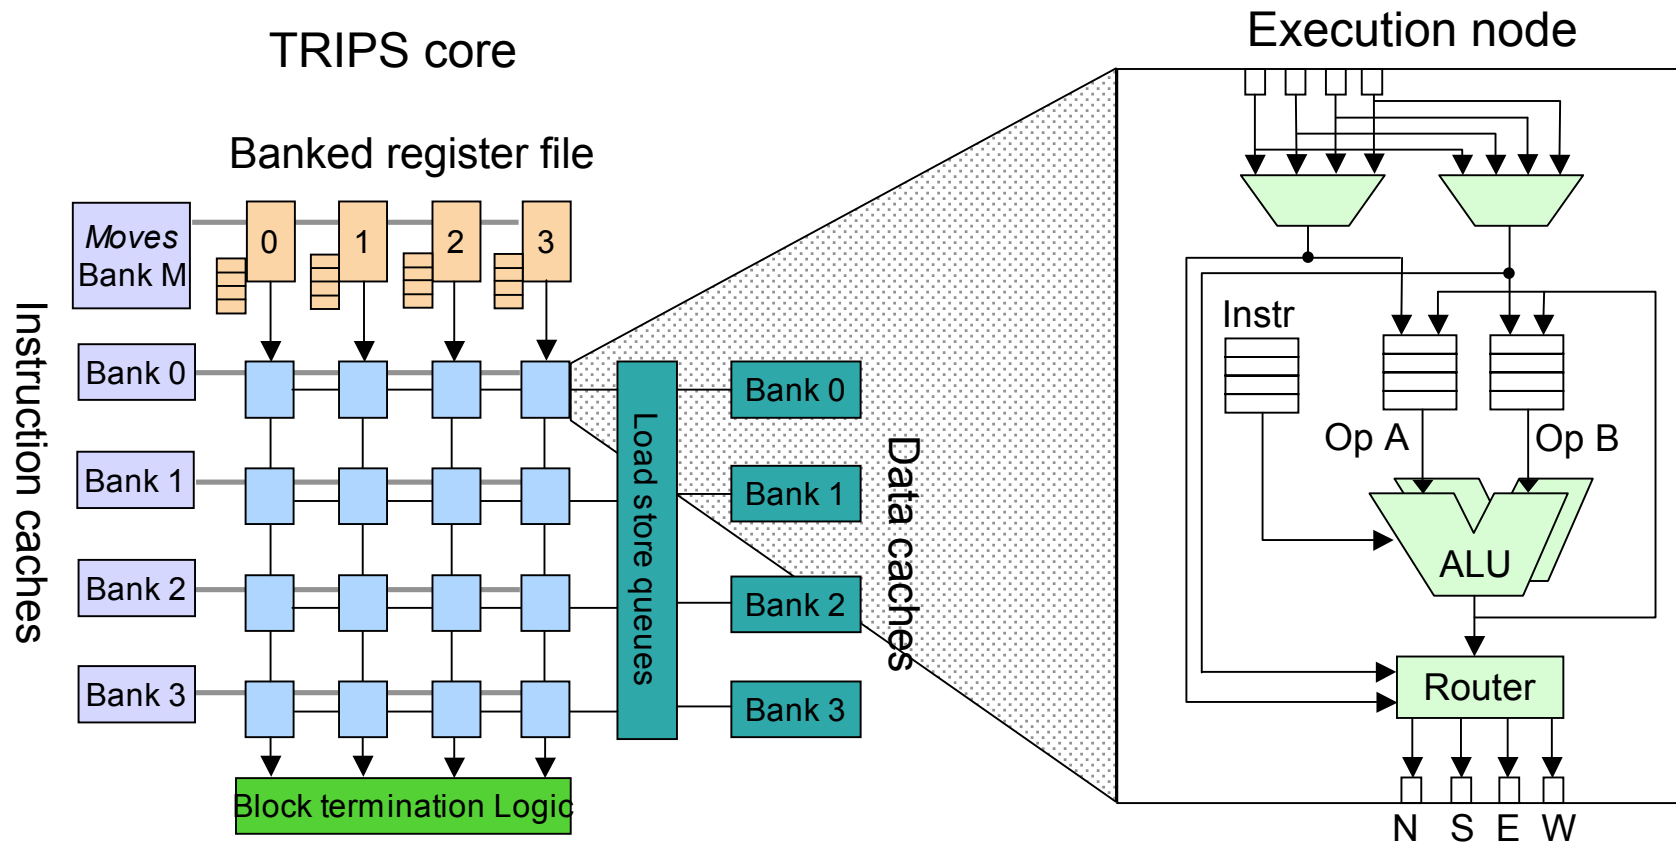 TRIPS core
Execution node
Banked register file
Moves
Bank M
0
1
2
3
Instruction caches
Bank 0
Bank 1
Bank 2
Bank 3
Load store queues
Bank 0
Bank 1
Bank 2
Bank 3
Data caches
Block termination Logic
Instr
Op A
Op B
ALU
Router
N S E W